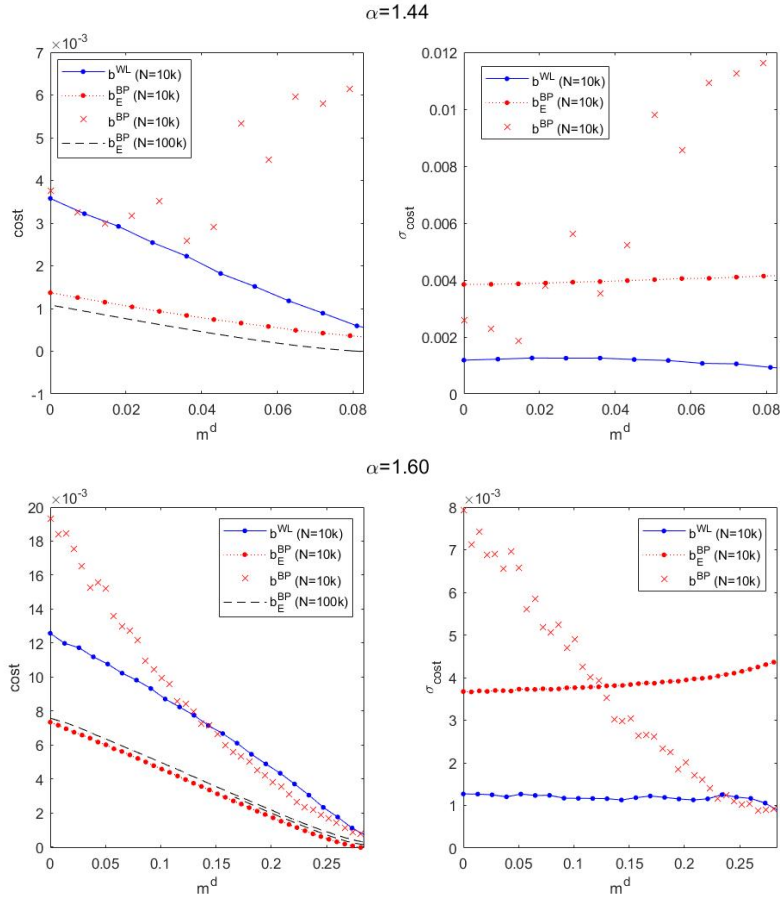 α=1.44
×10⁻³
7
6
5
4
3
2
1
0
-1
cost
0
0.02
0.04
0.06
0.08
mᵈ
b^WL (N=10k)
b_E^BP (N=10k)
b^BP (N=10k)
b_E^BP (N=100k)
0.012
0.01
0.008
0.006
0.004
0.002
0
σ_cost
0
0.02
0.04
0.06
0.08
mᵈ
b^WL (N=10k)
b_E^BP (N=10k)
b^BP (N=10k)
α=1.60
×10⁻³
20
18
16
14
12
10
8
6
4
2
0
cost
0
0.05
0.1
0.15
0.2
0.25
mᵈ
b^WL (N=10k)
b_E^BP (N=10k)
b^BP (N=10k)
b_E^BP (N=100k)
×10⁻³
8
7
6
5
4
3
2
1
0
σ_cost
0
0.05
0.1
0.15
0.2
0.25
mᵈ
b^WL (N=10k)
b_E^BP (N=10k)
b^BP (N=10k)